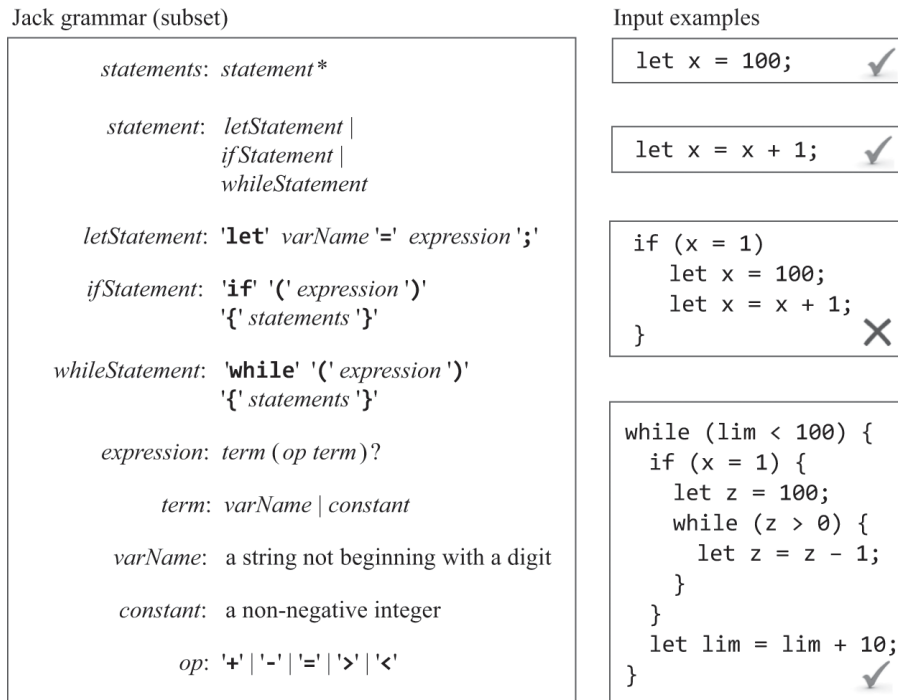 Jack grammar (subset)
statements: statement*
statement: letStatement |
ifStatement |
whileStatement
letStatement: 'let' varName '=' expression ';'
ifStatement: 'if' '(' expression ')'
'{' statements '}'
whileStatement: 'while' '(' expression ')'
'{' statements '}'
expression: term (op term)?
term: varName | constant
varName: a string not beginning with a digit
constant: a non-negative integer
op: '+' | '-' | '=' | '>' | '<'
Input examples
let x = 100;
let x = x + 1;
if (x = 1)
let x = 100;
let x = x + 1;
}
while (lim < 100) {
if (x = 1) {
let z = 100;
while (z > 0) {
let z = z – 1;
}
}
let lim = lim + 10;
}